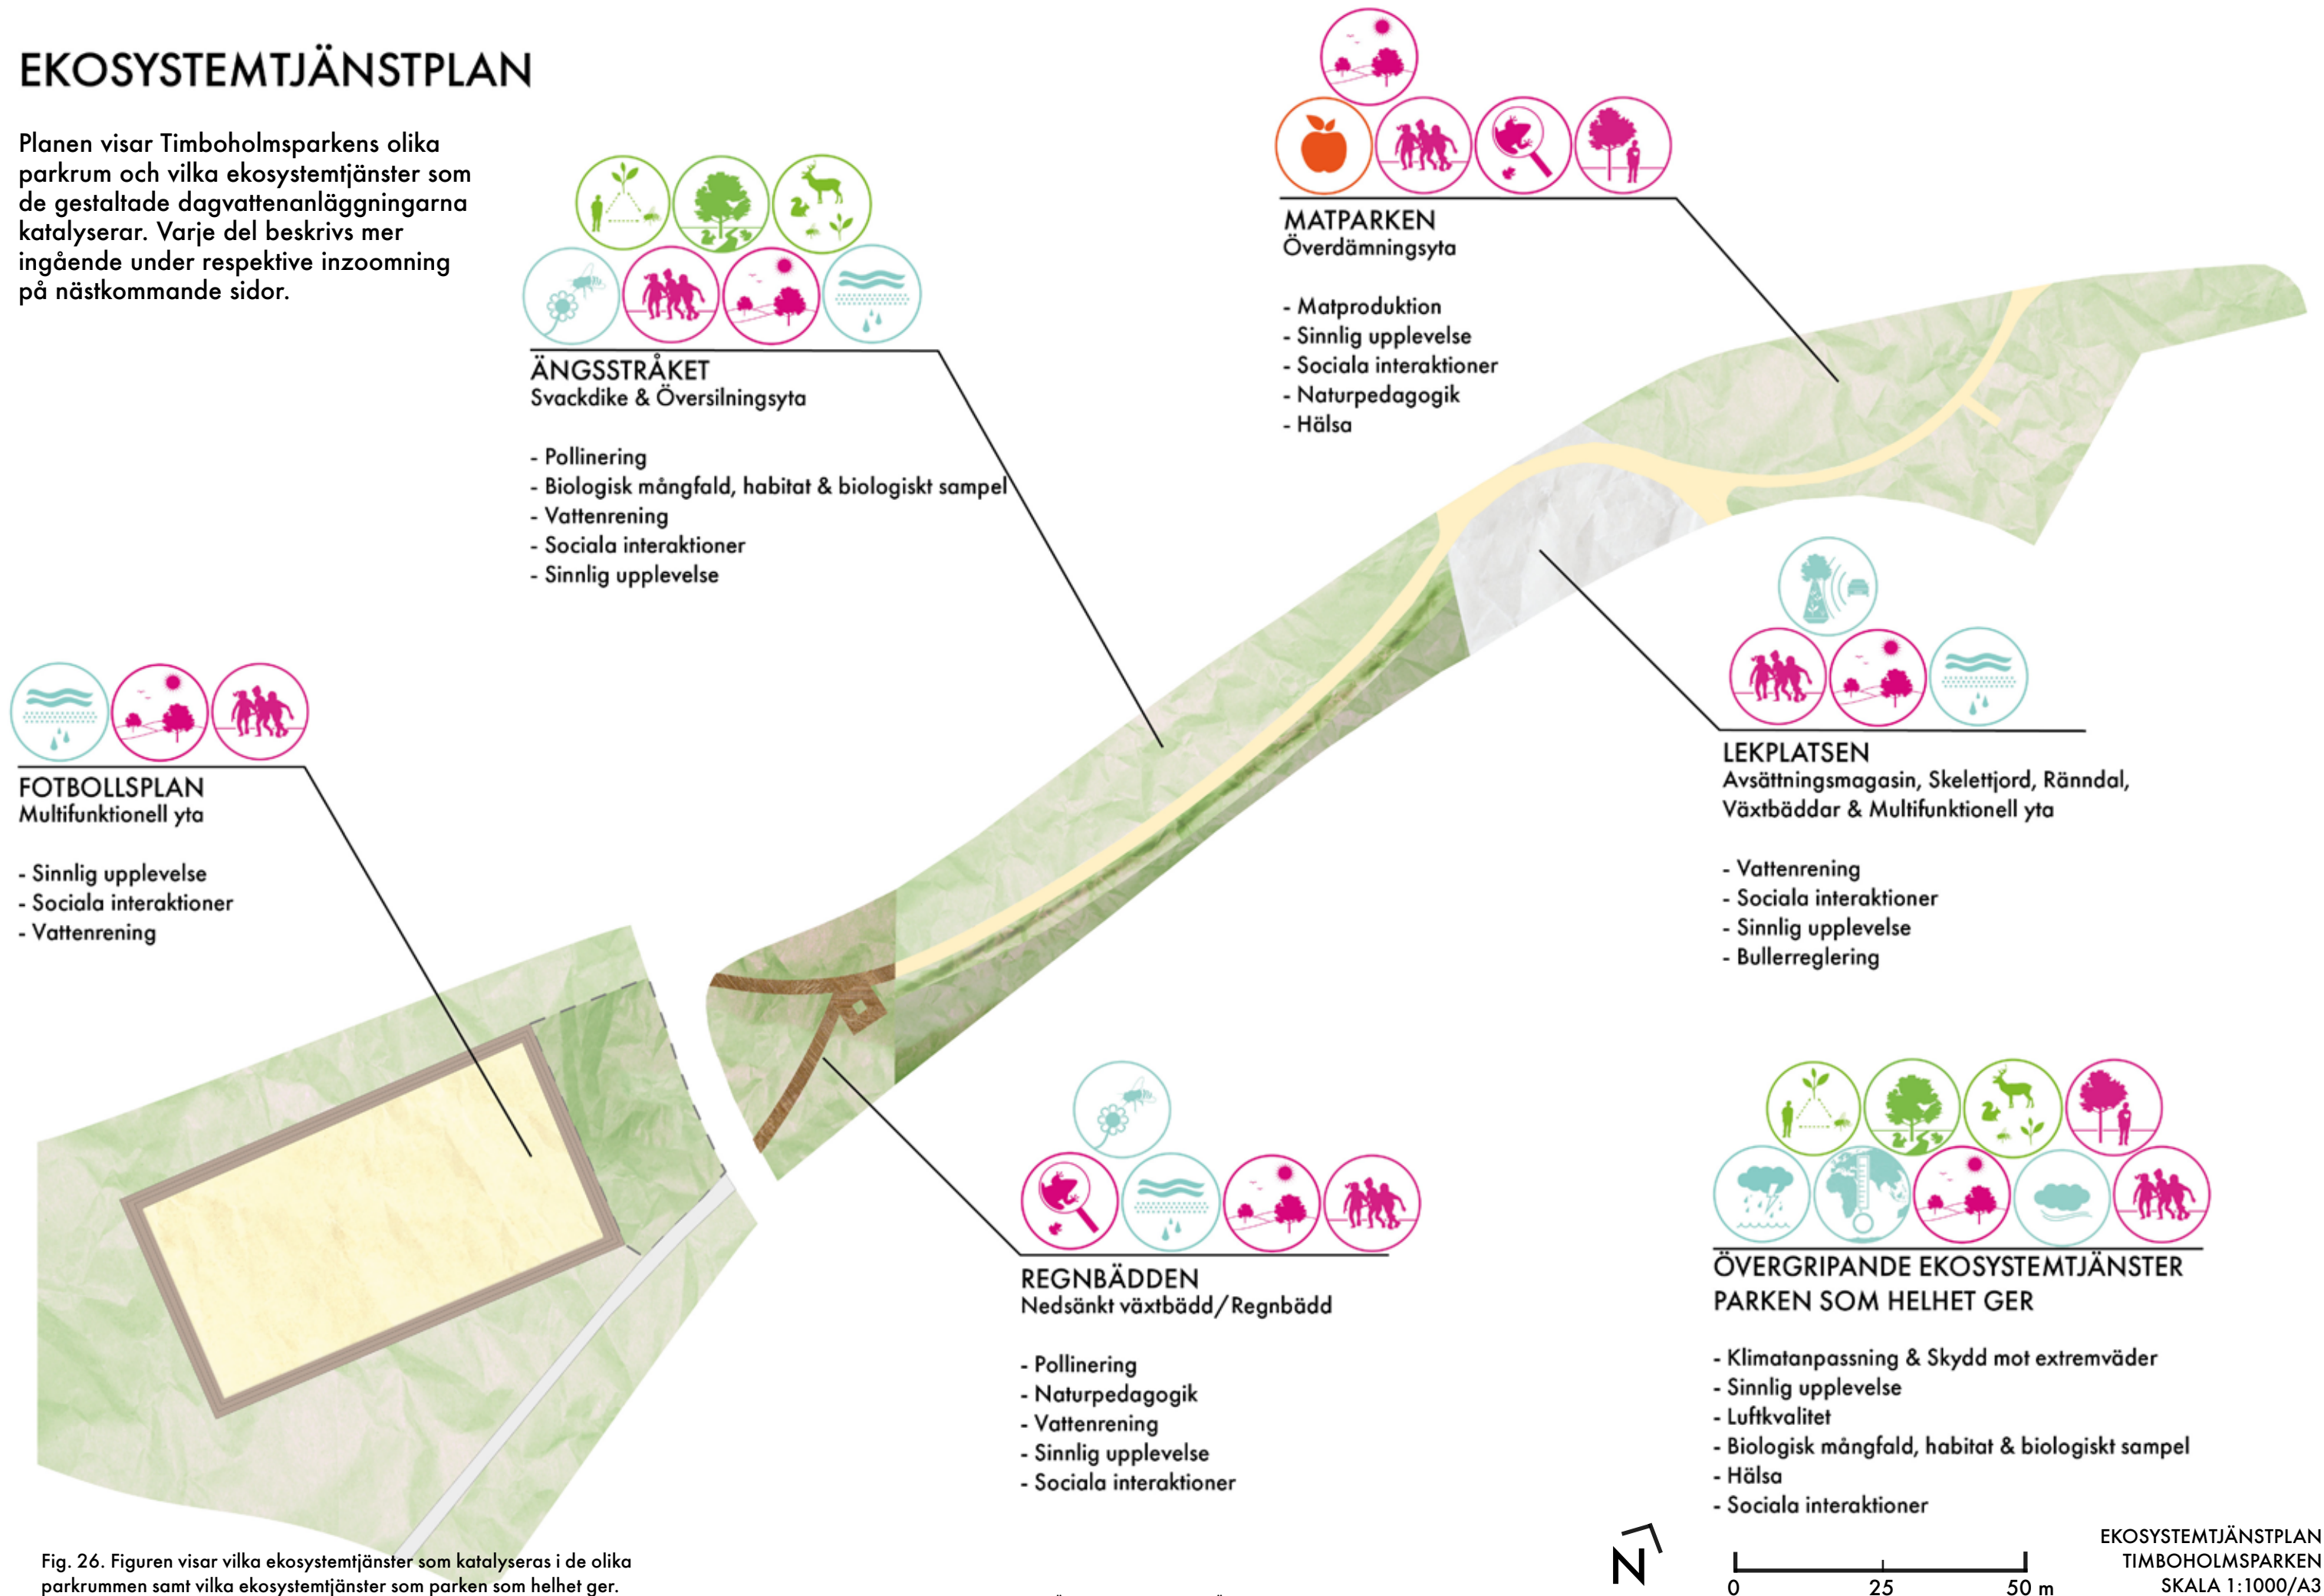 EKOSYSTEMTJÄNSTPLAN
Planen visar Timboholmsparkens olika
parkrum och vilka ekosystemtjänster som
de gestaltade dagvattenanläggningarna
katalyserar. Varje del beskrivs mer
ingående under respektive inzoomning
på nästkommande sidor.
ÄNGSSTRÅKET
Svackdike & Översilningsyta
- Pollinering
- Biologisk mångfald, habitat & biologiskt sampel
- Vattenrening
- Sociala interaktioner
- Sinnlig upplevelse
MATPARKEN
Överdämningsyta
- Matproduktion
- Sinnlig upplevelse
- Sociala interaktioner
- Naturpedagogik
- Hälsa
FOTBOLLSPLAN
Multifunktionell yta
- Sinnlig upplevelse
- Sociala interaktioner
- Vattenrening
LEKPLATSEN
Avsättningsmagasin, Skelettjord, Ränndal,
Växtbäddar & Multifunktionell yta
- Vattenrening
- Sociala interaktioner
- Sinnlig upplevelse
- Bullerreglering
REGNBÄDDEN
Nedsänkt växtbädd/Regnbädd
- Pollinering
- Naturpedagogik
- Vattenrening
- Sinnlig upplevelse
- Sociala interaktioner
ÖVERGRIPANDE EKOSYSTEMTJÄNSTER
PARKEN SOM HELHET GER
- Klimatanpassning & Skydd mot extremväder
- Sinnlig upplevelse
- Luftkvalitet
- Biologisk mångfald, habitat & biologiskt sampel
- Hälsa
- Sociala interaktioner
Fig. 26. Figuren visar vilka ekosystemtjänster som katalyseras i de olika
parkrummen samt vilka ekosystemtjänster som parken som helhet ger.
N
0 25 50 m
EKOSYSTEMTJÄNSTPLAN
TIMBOHOLMSPARKEN
SKALA 1:1000/A3